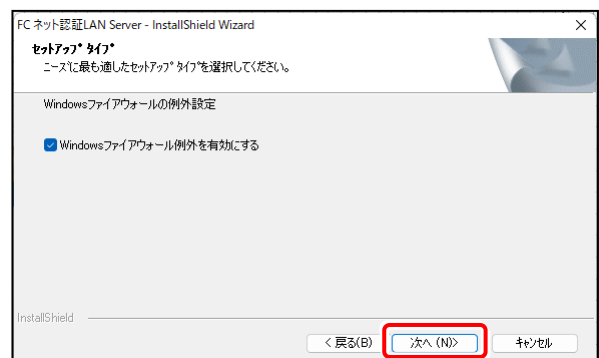 FC ネット認証LAN Server - InstallShield Wizard
セットアップ タイプ
ニーズに最も適したセットアップ タイプを選択してください。
Windowsファイアウォールの例外設定
Windowsファイアウォール例外を有効にする
InstallShield
< 戻る(B) 次へ (N)> キャンセル